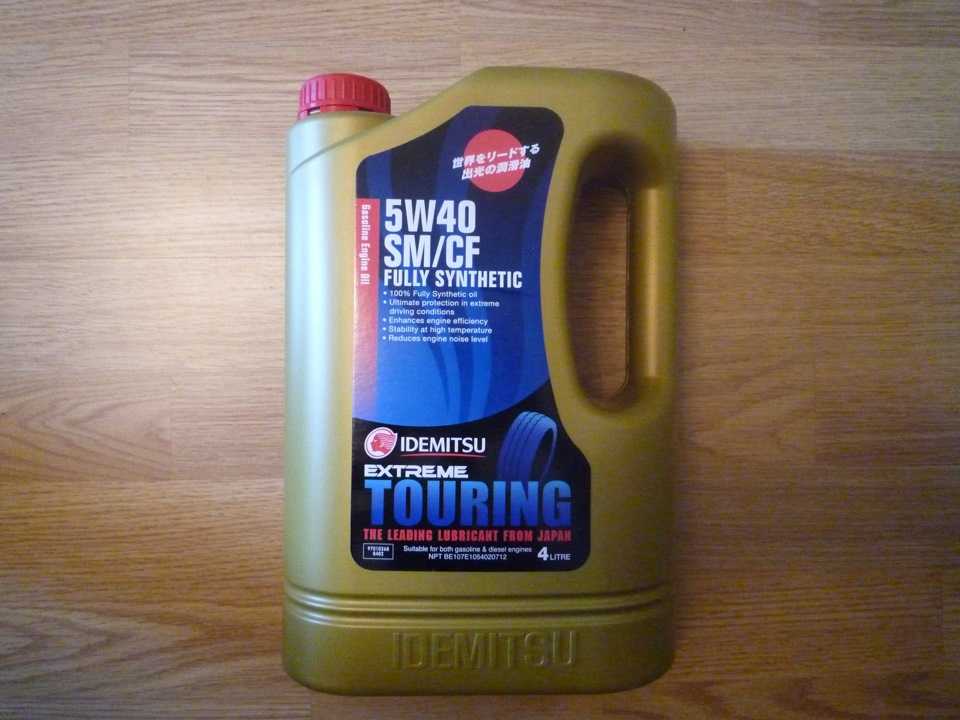 世界をリードする
出光の潤滑油
Gasoline Engine Oil
5W40
SM/CF
FULLY SYNTHETIC
• 100% Fully Synthetic oil
• Ultimate protection in extreme
driving conditions
• Enhances engine efficiency
• Stability at high temperature
• Reduces engine noise level
IDEMITSU
EXTREME
TOURING
THE LEADING LUBRICANT FROM JAPAN
Suitable for both gasoline & diesel engines
NPT BE107E1054020712
4 LITRE
IDEMITSU